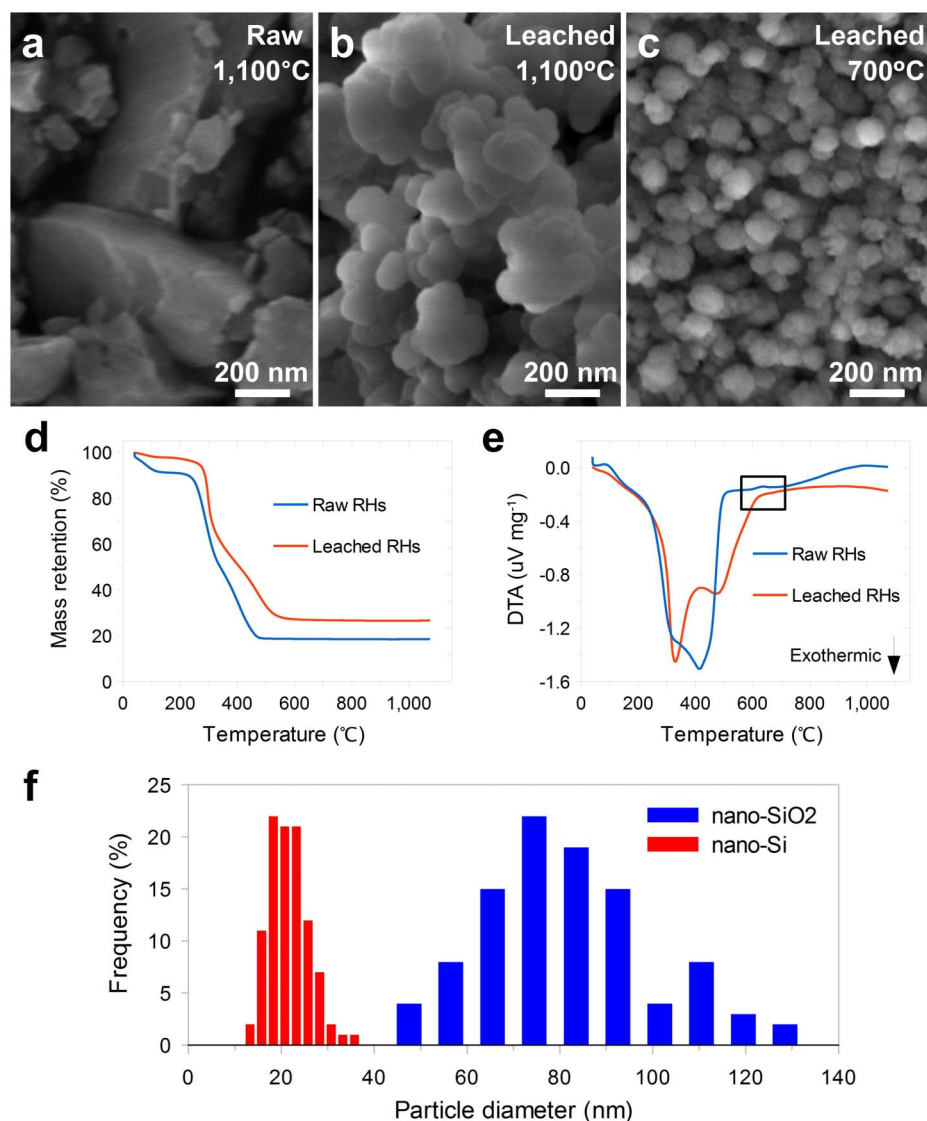 a
Raw
1,100°C
200 nm
b
Leached
1,100ºC
200 nm
c
Leached
700ºC
200 nm
d
100
80
60
40
20
0
Mass retention (%)
Raw RHs
Leached RHs
0
200
400
600
800
1,000
Temperature (℃)
e
0.0
-0.4
-0.8
-1.2
-1.6
DTA (uV mg⁻¹)
Raw RHs
Leached RHs
Exothermic
0
200
400
600
800
1,000
Temperature (℃)
f
25
20
15
10
5
0
Frequency (%)
nano-SiO2
nano-Si
0
20
40
60
80
100
120
140
Particle diameter (nm)